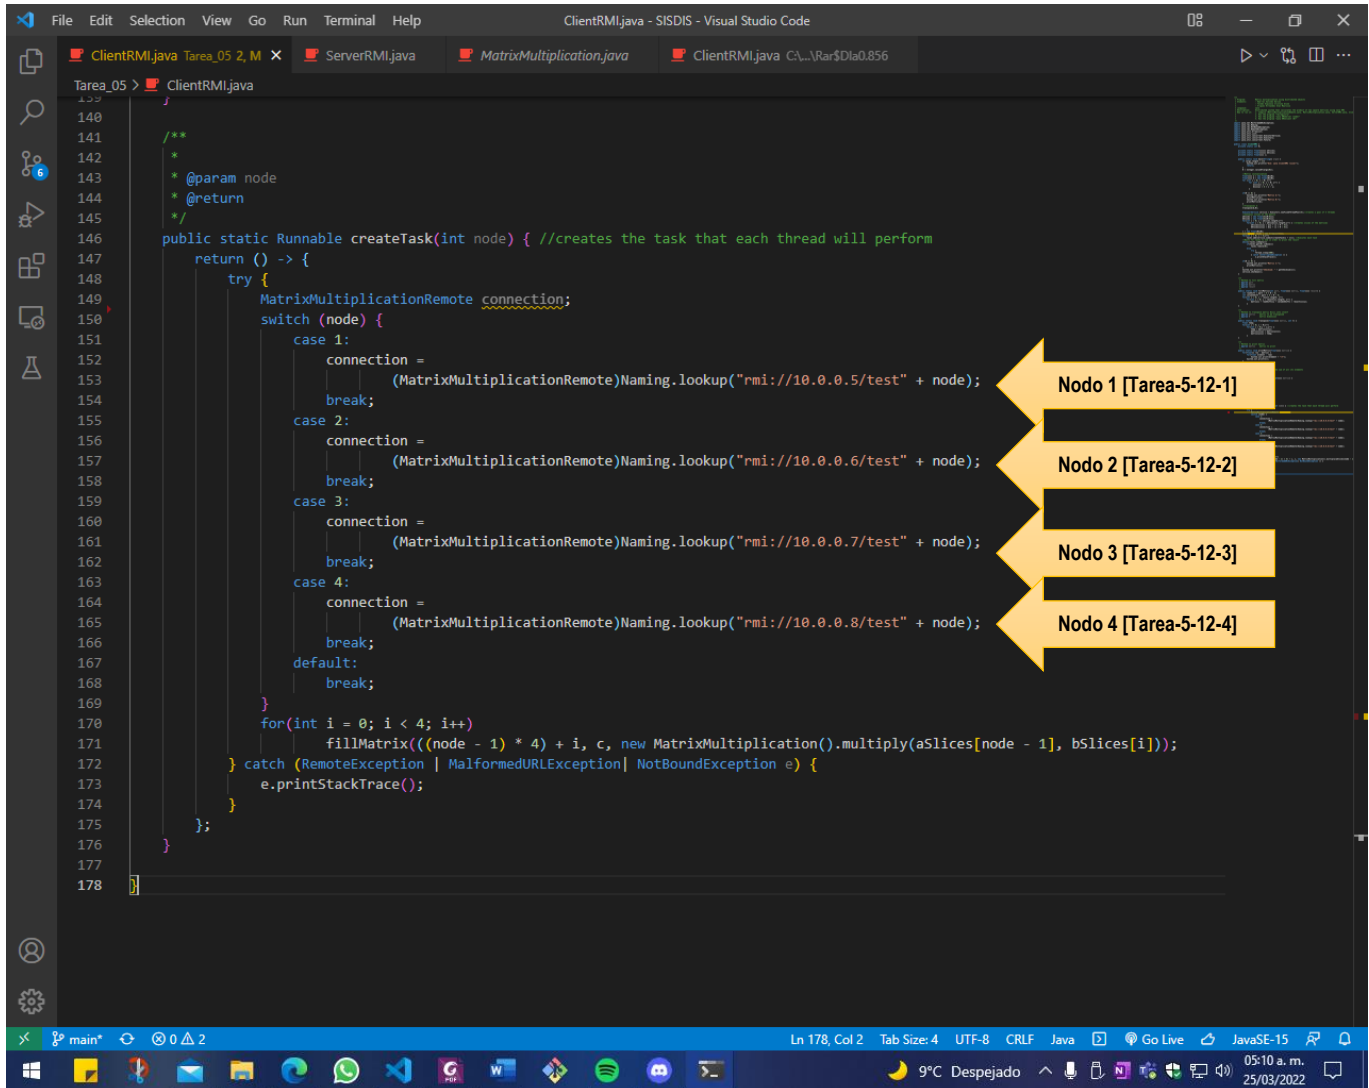 File Edit Selection View Go Run Terminal Help
ClientRMI.java - SISDIS - Visual Studio Code
ClientRMI.java Tarea_05 2, M
ServerRMI.java
MatrixMultiplication.java
ClientRMI.java C:\...\Rar$DIa0.856
Tarea_05 > ClientRMI.java
139 }
140
141 /**
142 *
143 * @param node
144 * @return
145 */
146 public static Runnable createTask(int node) { //creates the task that each thread will perform
147 return () -> {
148 try {
149 MatrixMultiplicationRemote connection;
150 switch (node) {
151 case 1:
152 connection =
153 (MatrixMultiplicationRemote)Naming.lookup("rmi://10.0.0.5/test" + node);
Nodo 1 [Tarea-5-12-1]
154 break;
155 case 2:
156 connection =
157 (MatrixMultiplicationRemote)Naming.lookup("rmi://10.0.0.6/test" + node);
Nodo 2 [Tarea-5-12-2]
158 break;
159 case 3:
160 connection =
161 (MatrixMultiplicationRemote)Naming.lookup("rmi://10.0.0.7/test" + node);
Nodo 3 [Tarea-5-12-3]
162 break;
163 case 4:
164 connection =
165 (MatrixMultiplicationRemote)Naming.lookup("rmi://10.0.0.8/test" + node);
Nodo 4 [Tarea-5-12-4]
166 break;
167 default:
168 break;
169 }
170 for(int i = 0; i < 4; i++)
171 fillMatrix(((node - 1) * 4) + i, c, new MatrixMultiplication().multiply(aSlices[node - 1], bSlices[i]));
172 } catch (RemoteException | MalformedURLException| NotBoundException e) {
173 e.printStackTrace();
174 }
175 };
176 }
177
178 }
6
main* 0 2
Ln 178, Col 2 Tab Size: 4 UTF-8 CRLF Java Go Live JavaSE-15
9°C Despejado
05:10 a. m.
25/03/2022